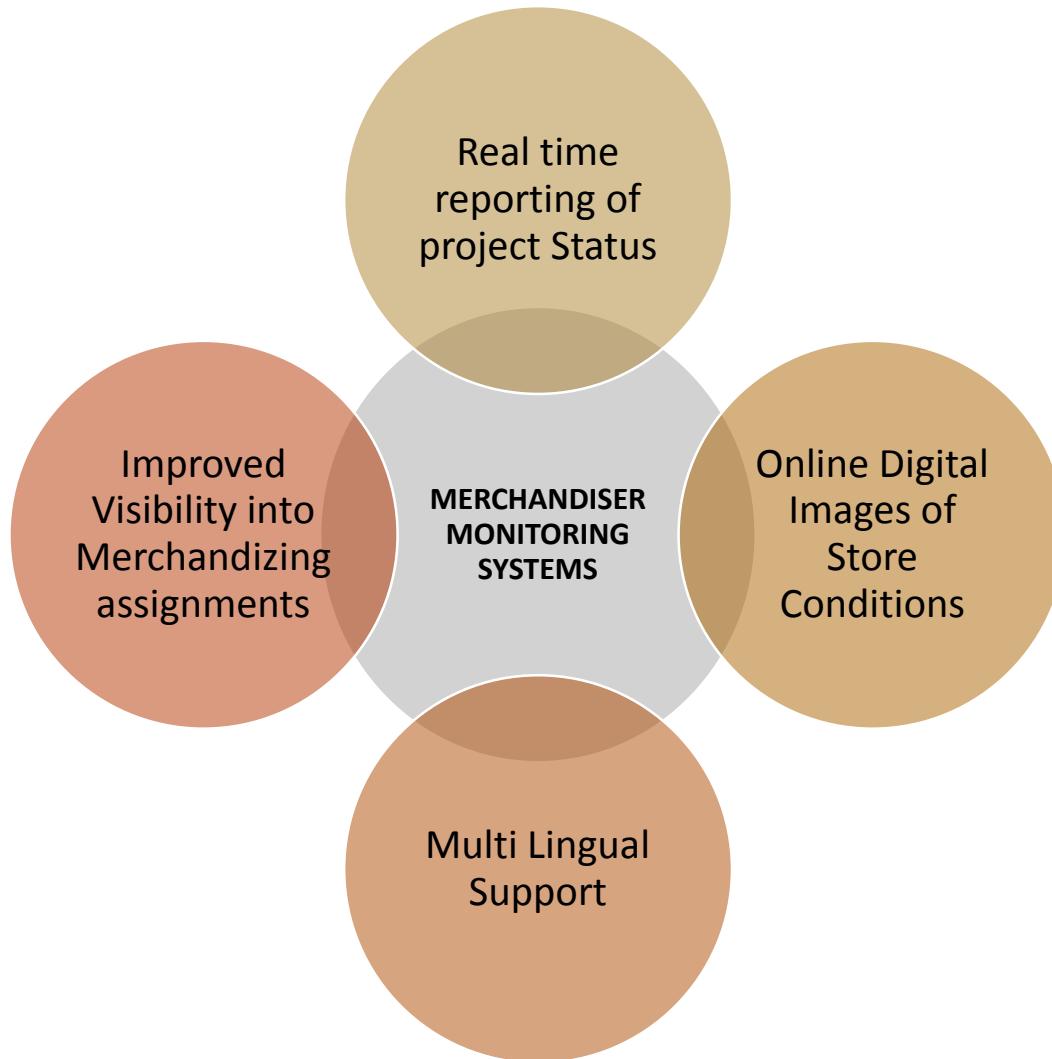 Real time
reporting of
project Status
Improved
Visibility into
Merchandizing
assignments
MERCHANDISER
MONITORING
SYSTEMS
Online Digital
Images of
Store
Conditions
Multi Lingual
Support